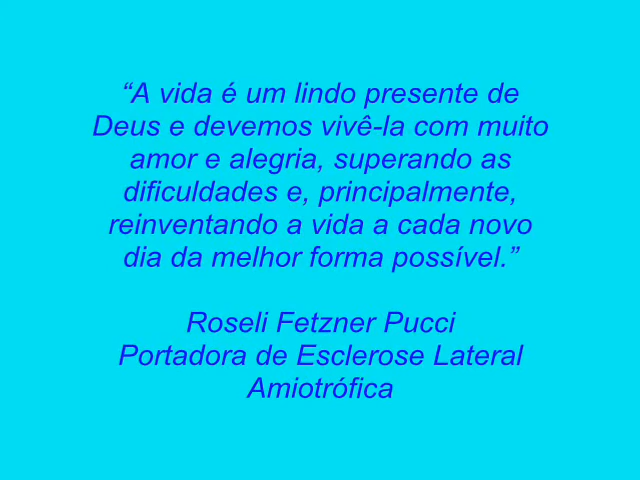 “A vida é um lindo presente de
Deus e devemos vivê-la com muito
amor e alegria, superando as
dificuldades e, principalmente,
reinventando a vida a cada novo
dia da melhor forma possível.”
Roseli Fetzner Pucci
Portadora de Esclerose Lateral
Amiotrófica